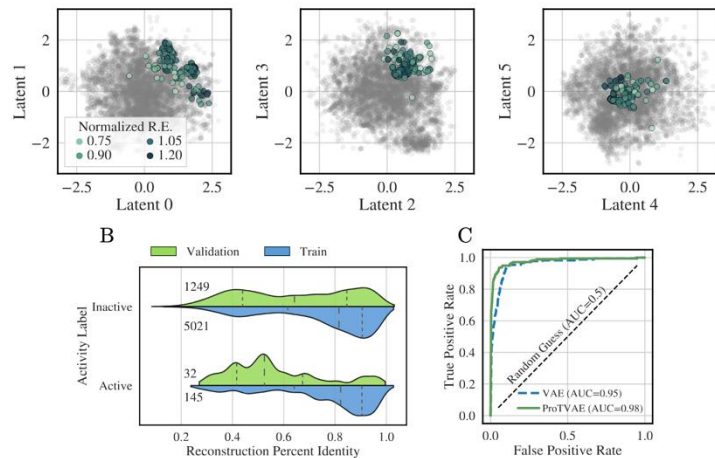 Latent 1
2
0
−2
−2.5
0.0
2.5
Latent 0
Normalized R.E.
0.75
1.05
0.90
1.20
Latent 3
2
0
−2
−2.5
0.0
2.5
Latent 2
Latent 5
2
0
−2
−2.5
0.0
2.5
Latent 4
B
Validation
Train
Activity Label
Inactive
Active
1249
5021
32
145
0.2
0.4
0.6
0.8
1.0
Reconstruction Percent Identity
C
True Positive Rate
1.0
0.8
0.6
0.4
0.2
0.0
Random Guess (AUC=0.5)
VAE (AUC=0.95)
ProTVAE (AUC=0.98)
0.0
0.5
1.0
False Positive Rate